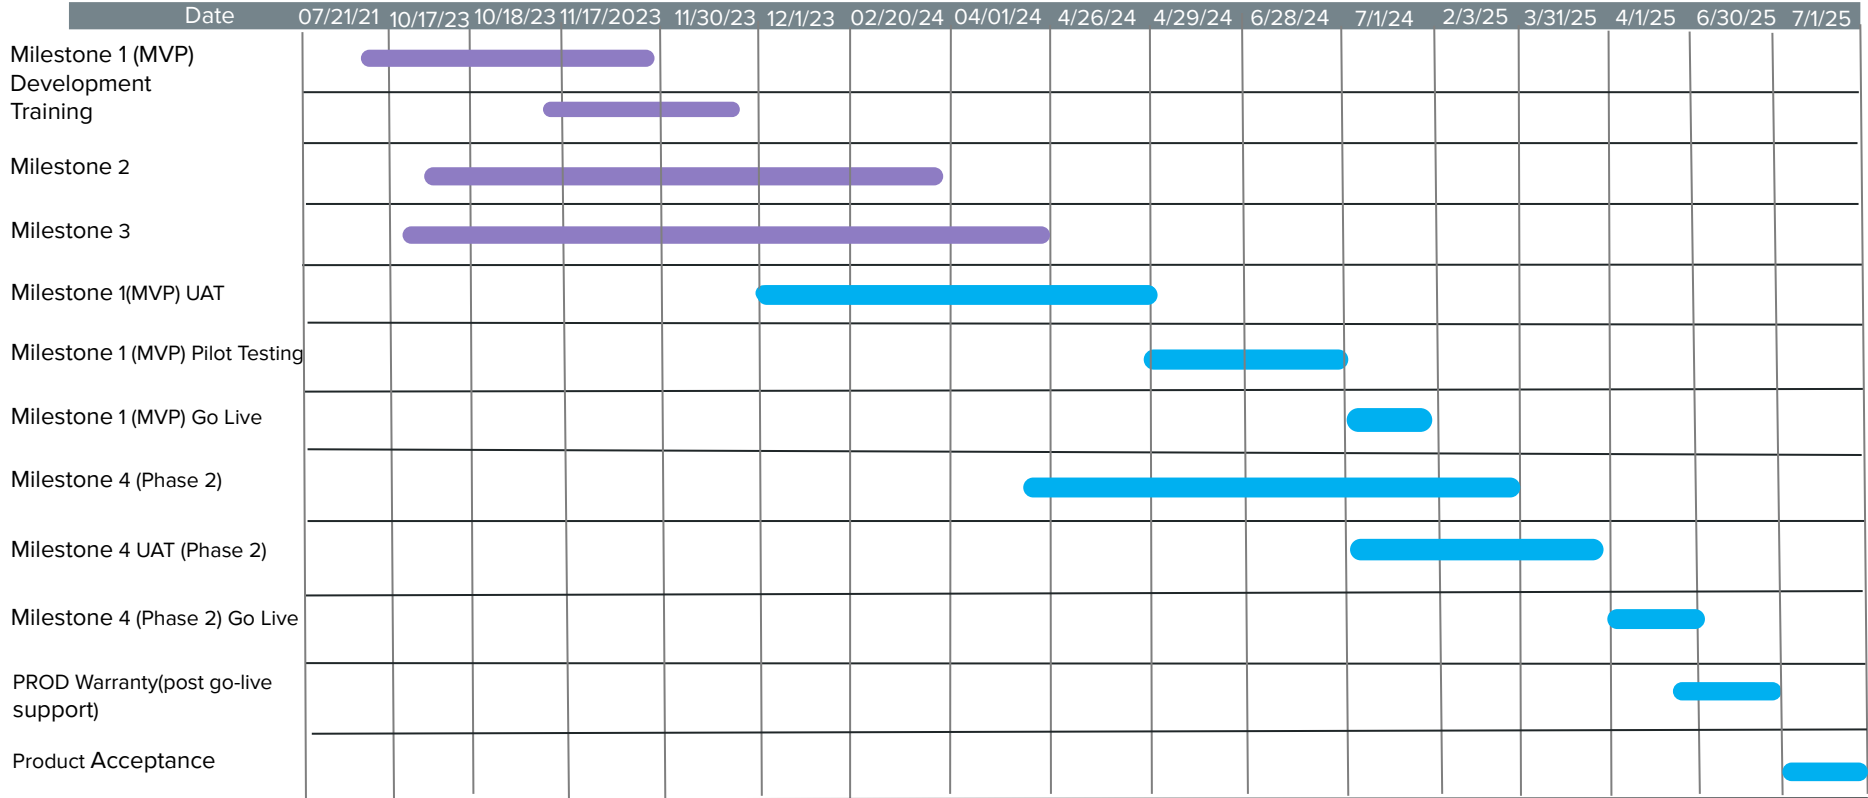 Date 07/21/21 10/17/23 10/18/23 11/17/2023 11/30/23 12/1/23 02/20/24 04/01/24 4/26/24 4/29/24 6/28/24 7/1/24 2/3/25 3/31/25 4/1/25 6/30/25 7/1/25
Milestone 1 (MVP)
Development
Training
Milestone 2
Milestone 3
Milestone 1(MVP) UAT
Milestone 1 (MVP) Pilot Testing
Milestone 1 (MVP) Go Live
Milestone 4 (Phase 2)
Milestone 4 UAT (Phase 2)
Milestone 4 (Phase 2) Go Live
PROD Warranty(post go-live
support)
Product Acceptance